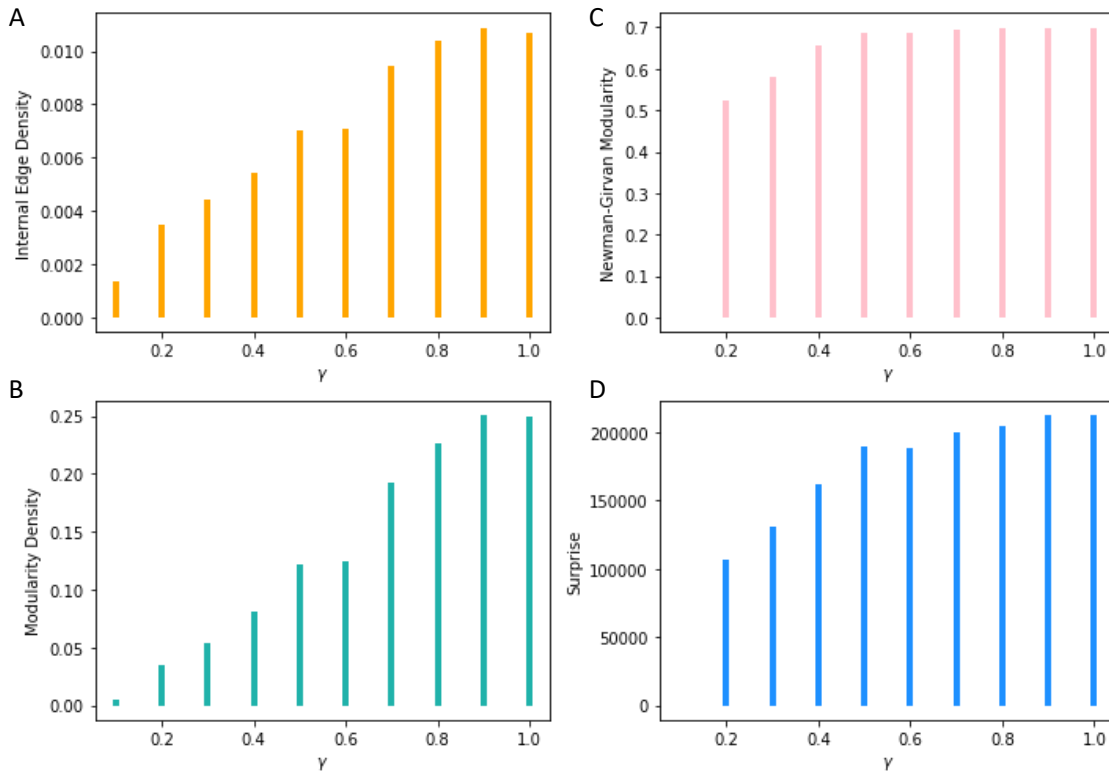 A
Internal Edge Density
0.010
0.008
0.006
0.004
0.002
0.000
0.2 0.4 0.6 0.8 1.0
γ
C
Newman-Girvan Modularity
0.7
0.6
0.5
0.4
0.3
0.2
0.1
0.0
0.2 0.4 0.6 0.8 1.0
γ
B
Modularity Density
0.25
0.20
0.15
0.10
0.05
0.00
0.2 0.4 0.6 0.8 1.0
γ
D
Surprise
200000
150000
100000
50000
0
0.2 0.4 0.6 0.8 1.0
γ